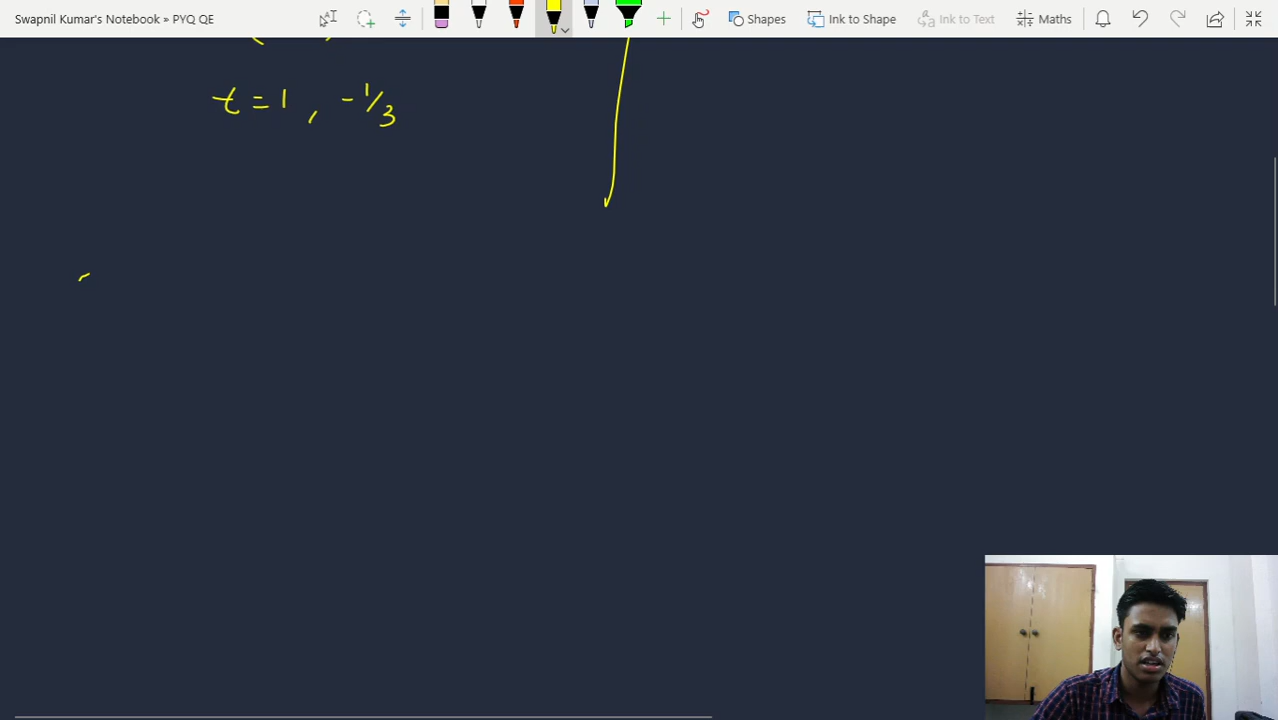 Swapnil Kumar's Notebook » PYQ QE
Shapes
Ink to Shape
Ink to Text
Maths
t = 1 , - 1/3